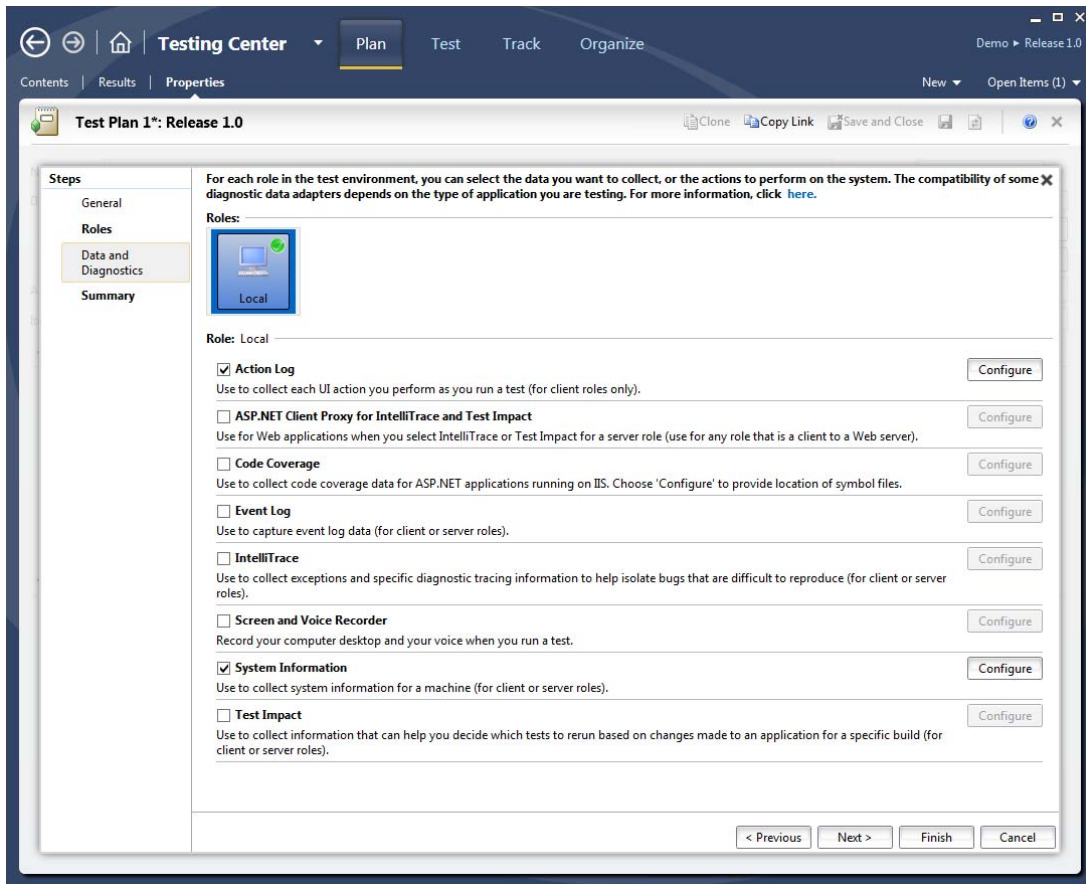 Testing Center Plan Test Track Organize
Demo ▸ Release 1.0
Contents | Results | Properties
New Open Items (1)
Test Plan 1*: Release 1.0
Clone Copy Link Save and Close
Steps
General
Roles
Data and
Diagnostics
Summary
For each role in the test environment, you can select the data you want to collect, or the actions to perform on the system. The compatibility of some
diagnostic data adapters depends on the type of application you are testing. For more information, click here.
Roles:
Local
Role: Local
Action Log
Configure
Use to collect each UI action you perform as you run a test (for client roles only).
ASP.NET Client Proxy for IntelliTrace and Test Impact
Configure
Use for Web applications when you select IntelliTrace or Test Impact for a server role (use for any role that is a client to a Web server).
Code Coverage
Configure
Use to collect code coverage data for ASP.NET applications running on IIS. Choose 'Configure' to provide location of symbol files.
Event Log
Configure
Use to capture event log data (for client or server roles).
IntelliTrace
Configure
Use to collect exceptions and specific diagnostic tracing information to help isolate bugs that are difficult to reproduce (for client or server
roles).
Screen and Voice Recorder
Configure
Record your computer desktop and your voice when you run a test.
System Information
Configure
Use to collect system information for a machine (for client or server roles).
Test Impact
Configure
Use to collect information that can help you decide which tests to rerun based on changes made to an application for a specific build (for
client or server roles).
< Previous Next > Finish Cancel